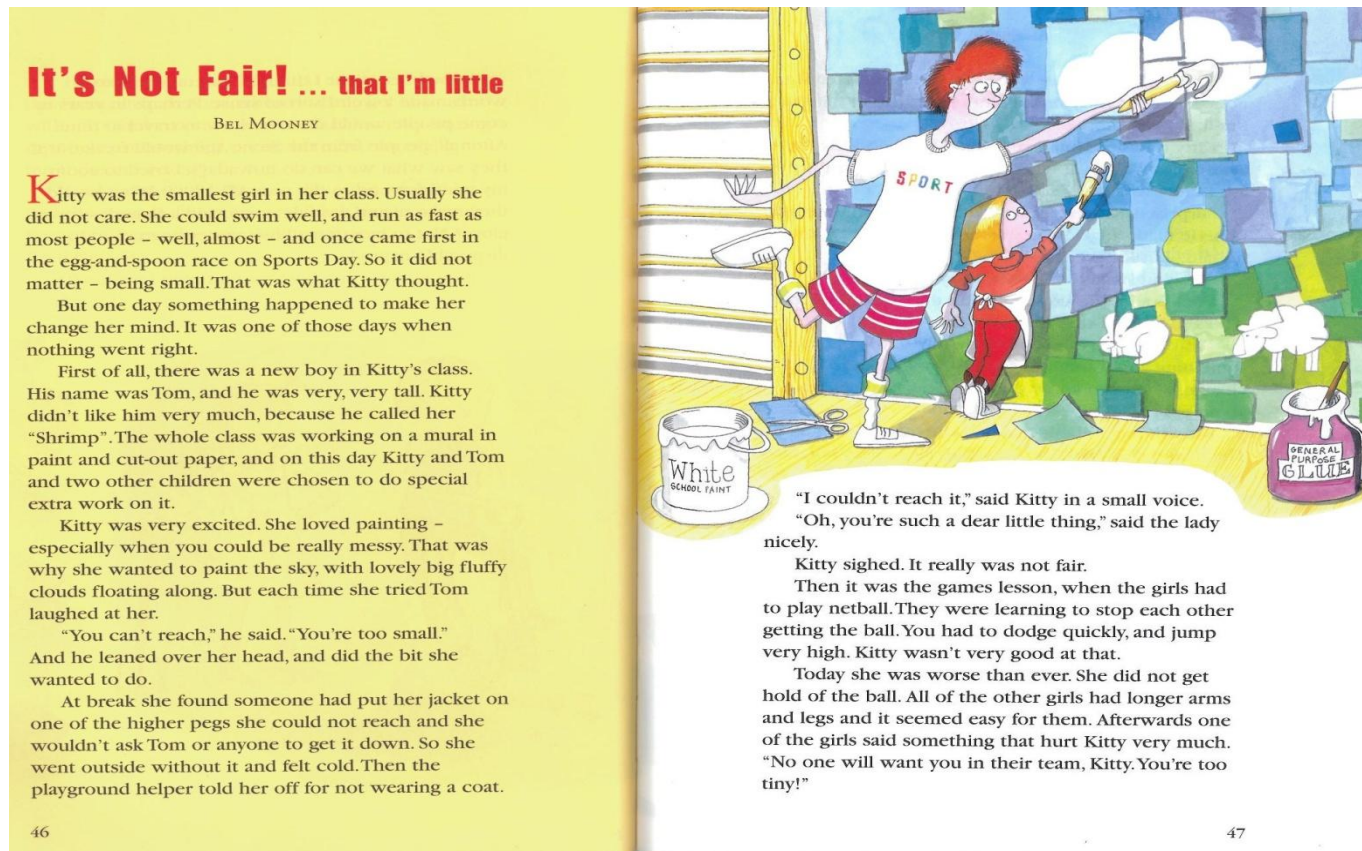 It's Not Fair! ... that I'm little
BEL MOONEY
Kitty was the smallest girl in her class. Usually she
did not care. She could swim well, and run as fast as
most people – well, almost – and once came first in
the egg-and-spoon race on Sports Day. So it did not
matter – being small. That was what Kitty thought.
But one day something happened to make her
change her mind. It was one of those days when
nothing went right.
First of all, there was a new boy in Kitty's class.
His name was Tom, and he was very, very tall. Kitty
didn't like him very much, because he called her
“Shrimp”. The whole class was working on a mural in
paint and cut-out paper, and on this day Kitty and Tom
and two other children were chosen to do special
extra work on it.
Kitty was very excited. She loved painting –
especially when you could be really messy. That was
why she wanted to paint the sky, with lovely big fluffy
clouds floating along. But each time she tried Tom
laughed at her.
“You can't reach,” he said. “You're too small.”
And he leaned over her head, and did the bit she
wanted to do.
At break she found someone had put her jacket on
one of the higher pegs she could not reach and she
wouldn't ask Tom or anyone to get it down. So she
went outside without it and felt cold. Then the
playground helper told her off for not wearing a coat.
46
SPORT
White
SCHOOL PAINT
GENERAL
PURPOSE
GLUE
“I couldn't reach it,” said Kitty in a small voice.
“Oh, you're such a dear little thing,” said the lady
nicely.
Kitty sighed. It really was not fair.
Then it was the games lesson, when the girls had
to play netball. They were learning to stop each other
getting the ball. You had to dodge quickly, and jump
very high. Kitty wasn't very good at that.
Today she was worse than ever. She did not get
hold of the ball. All of the other girls had longer arms
and legs and it seemed easy for them. Afterwards one
of the girls said something that hurt Kitty very much.
“No one will want you in their team, Kitty. You're too
tiny!”
47